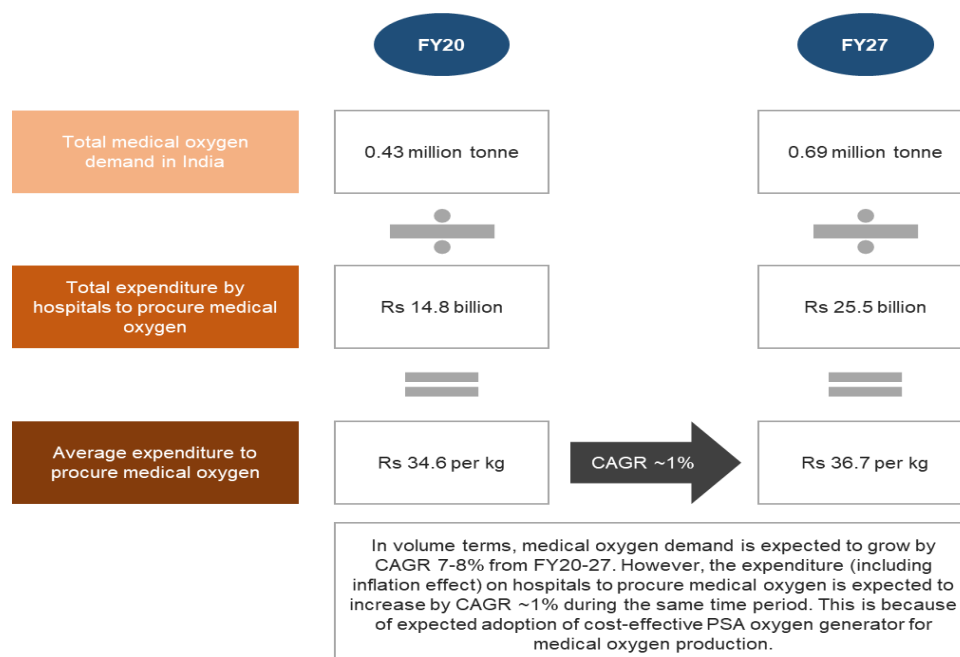 FY20
FY27
Total medical oxygen
demand in India
0.43 million tonne
0.69 million tonne
Total expenditure by
hospitals to procure medical
oxygen
Rs 14.8 billion
Rs 25.5 billion
Average expenditure to
procure medical oxygen
Rs 34.6 per kg
CAGR ~1%
Rs 36.7 per kg
In volume terms, medical oxygen demand is expected to grow by
CAGR 7-8% from FY20-27. However, the expenditure (including
inflation effect) on hospitals to procure medical oxygen is expected to
increase by CAGR ~1% during the same time period. This is because
of expected adoption of cost-effective PSA oxygen generator for
medical oxygen production.